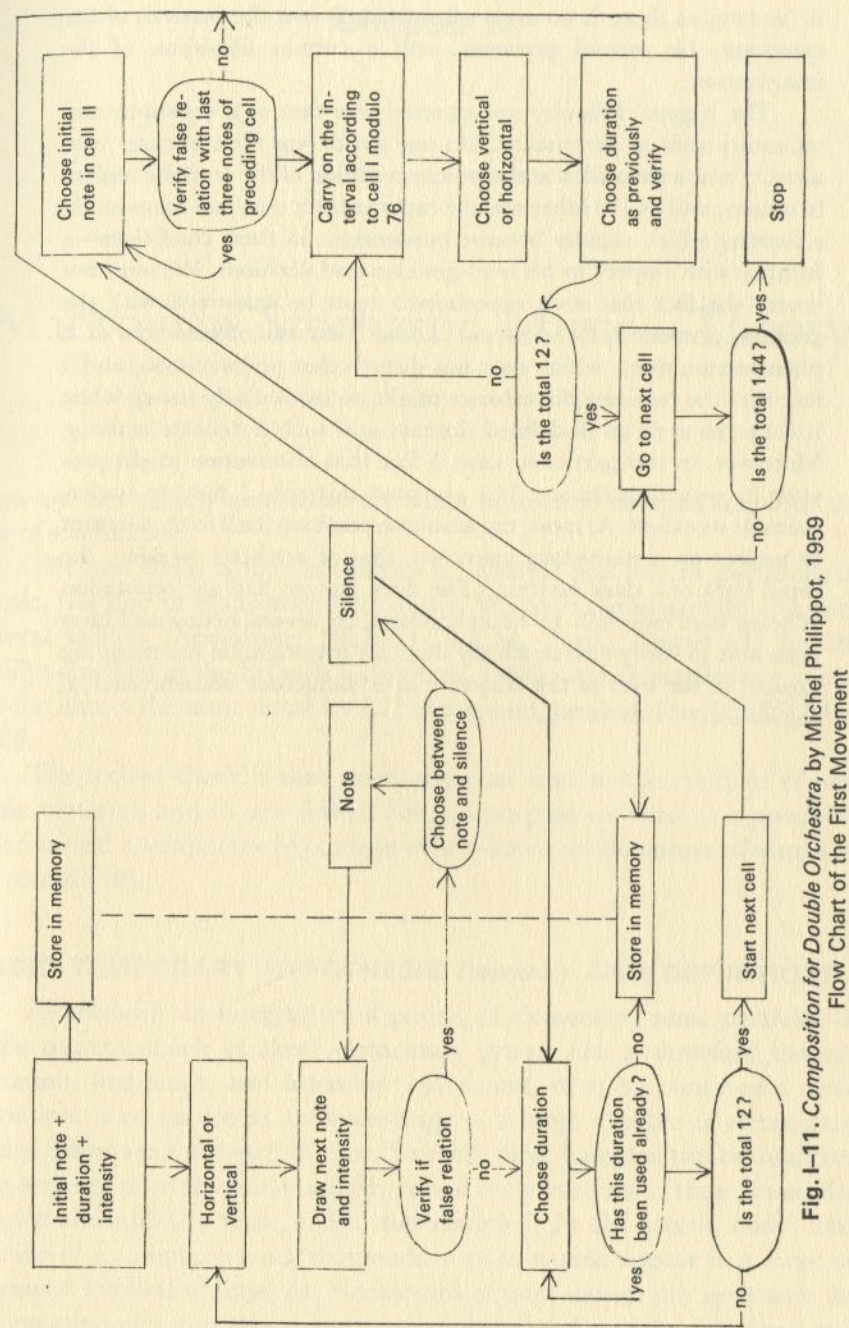 Initial note +
duration +
intensity
Store in memory
Horizontal or
vertical
Draw next note
and intensity
Note
Silence
Verify if
false relation
yes
no
Choose between
note and silence
Choose duration
Has this duration
been used already?
yes
no
Store in memory
Is the total 12?
no
yes
Start next cell
Choose initial
note in cell II
Verify false re-
lation with last
three notes of
preceding cell
no
yes
Carry on the in-
terval according
to cell I modulo
76
Choose vertical
or horizontal
Choose duration
as previously
and verify
Is the total 12?
no
yes
Go to next cell
Is the total 144?
no
yes
Stop
Fig. I–11. Composition for Double Orchestra, by Michel Philippot, 1959
Flow Chart of the First Movement